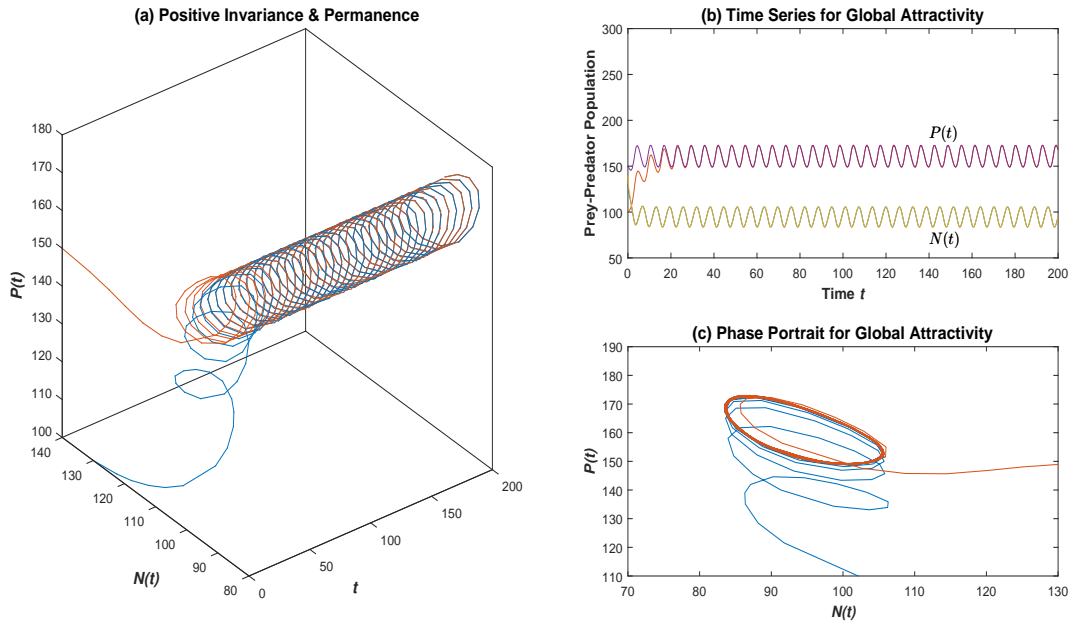 (a) Positive Invariance & Permanence
180
170
160
150
140
130
120
110
100
P(t)
140
130
120
110
100
90
80
N(t)
0
50
100
150
200
t
(b) Time Series for Global Attractivity
300
250
200
150
100
50
Prey-Predator Population
P(t)
N(t)
0 20 40 60 80 100 120 140 160 180 200
Time t
(c) Phase Portrait for Global Attractivity
190
180
170
160
150
140
130
120
110
P(t)
70 80 90 100 110 120 130
N(t)